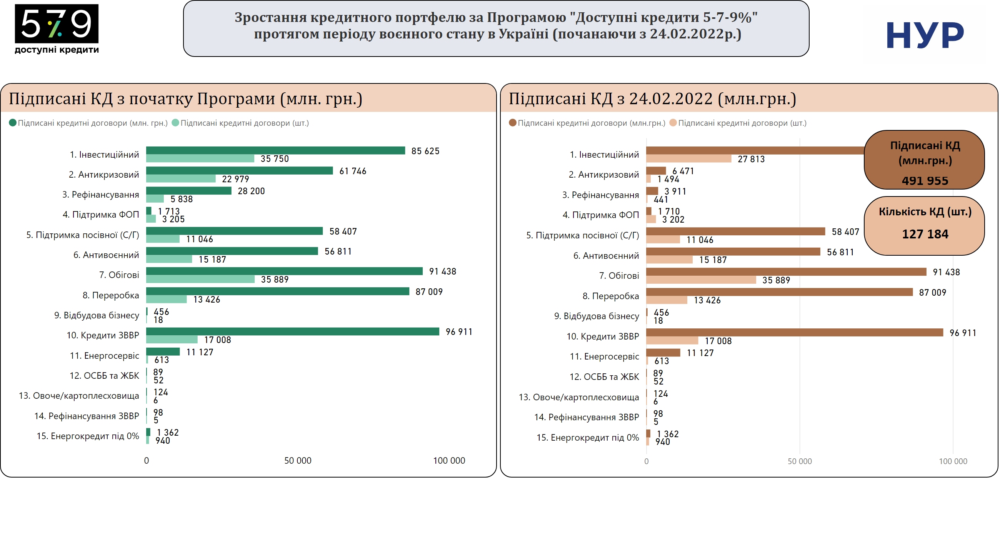 579
доступні кредити
Зростання кредитного портфелю за Програмою "Доступні кредити 5-7-9%"
протягом періоду воєнного стану в Україні (починаючи з 24.02.2022р.)
НУР
Підписані КД з початку Програми (млн. грн.)
Підписані кредитні договори (млн. грн.) Підписані кредитні договори (шт.)
1. Інвестиційний 85 625
35 750
2. Антикризовий 61 746
22 979
3. Рефінансування 28 200
5 838
4. Підтримка ФОП 1 713
3 205
5. Підтримка посівної (С/Г) 58 407
11 046
6. Антивоєнний 56 811
15 187
7. Обігові 91 438
35 889
8. Переробка 87 009
13 426
9. Відбудова бізнесу 456
18
10. Кредити ЗВВР 96 911
17 008
11. Енергосервіс 11 127
613
12. ОСББ та ЖБК 89
52
13. Овоче/картоплесховища 124
6
14. Рефінансування ЗВВР 98
5
15. Енергокредит під 0% 1 362
940
0 50 000 100 000
Підписані КД з 24.02.2022 (млн.грн.)
Підписані кредитні договори (млн.грн.) Підписані кредитні договори (шт.)
1. Інвестиційний
27 813
2. Антикризовий 6 471
1 494
3. Рефінансування 3 911
441
4. Підтримка ФОП 1 710
3 202
5. Підтримка посівної (С/Г) 58 407
11 046
6. Антивоєнний 56 811
15 187
7. Обігові 91 438
35 889
8. Переробка 87 009
13 426
9. Відбудова бізнесу 456
18
10. Кредити ЗВВР 96 911
17 008
11. Енергосервіс 11 127
613
12. ОСББ та ЖБК 89
52
13. Овоче/картоплесховища 124
6
14. Рефінансування ЗВВР 98
5
15. Енергокредит під 0% 1 362
940
0 50 000 100 000
Підписані КД
(млн.грн.)
491 955
Кількість КД (шт.)
127 184